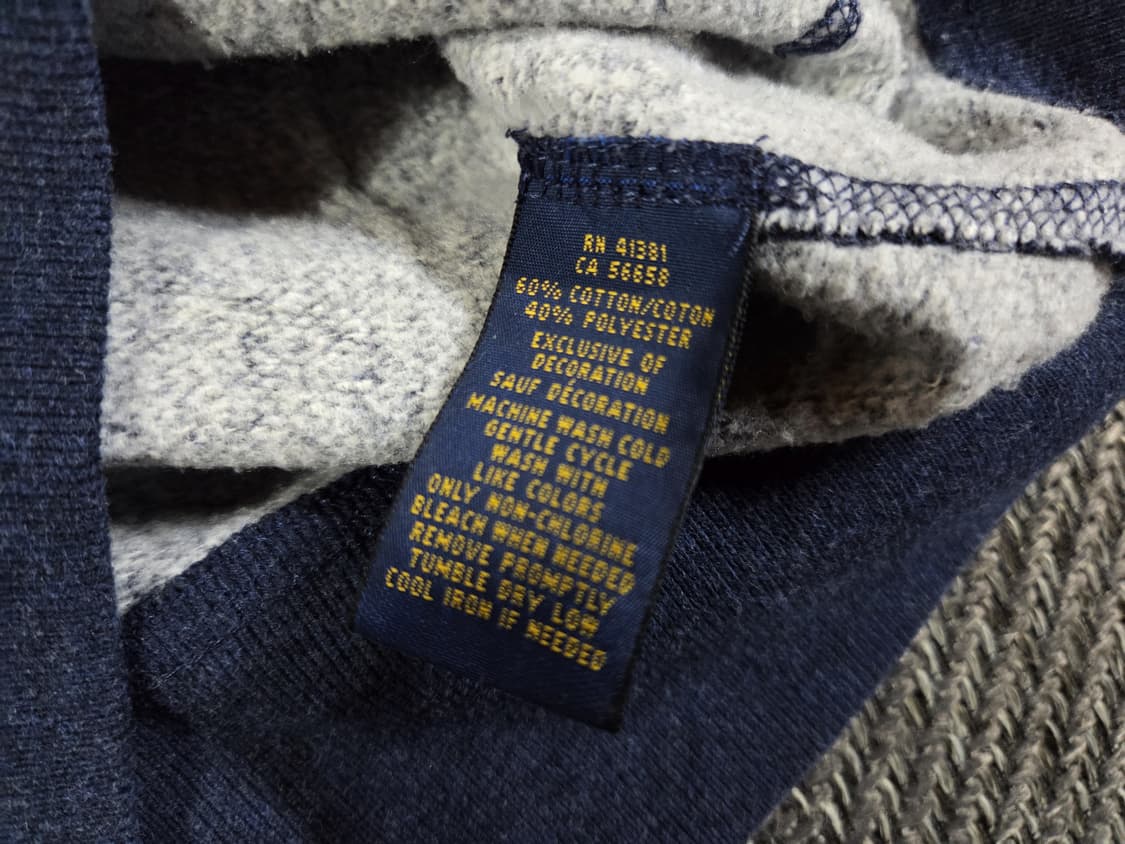 RN 41381
CA 56658
60% COTTON/COTON
40% POLYESTER
EXCLUSIVE OF
DECORATION
SAUF DÉCORATION
MACHINE WASH COLD
GENTLE CYCLE
WASH WITH
LIKE COLORS
ONLY NON-CHLORINE
BLEACH WHEN NEEDED
REMOVE PROMPTLY
TUMBLE DRY LOW
COOL IRON IF NEEDED